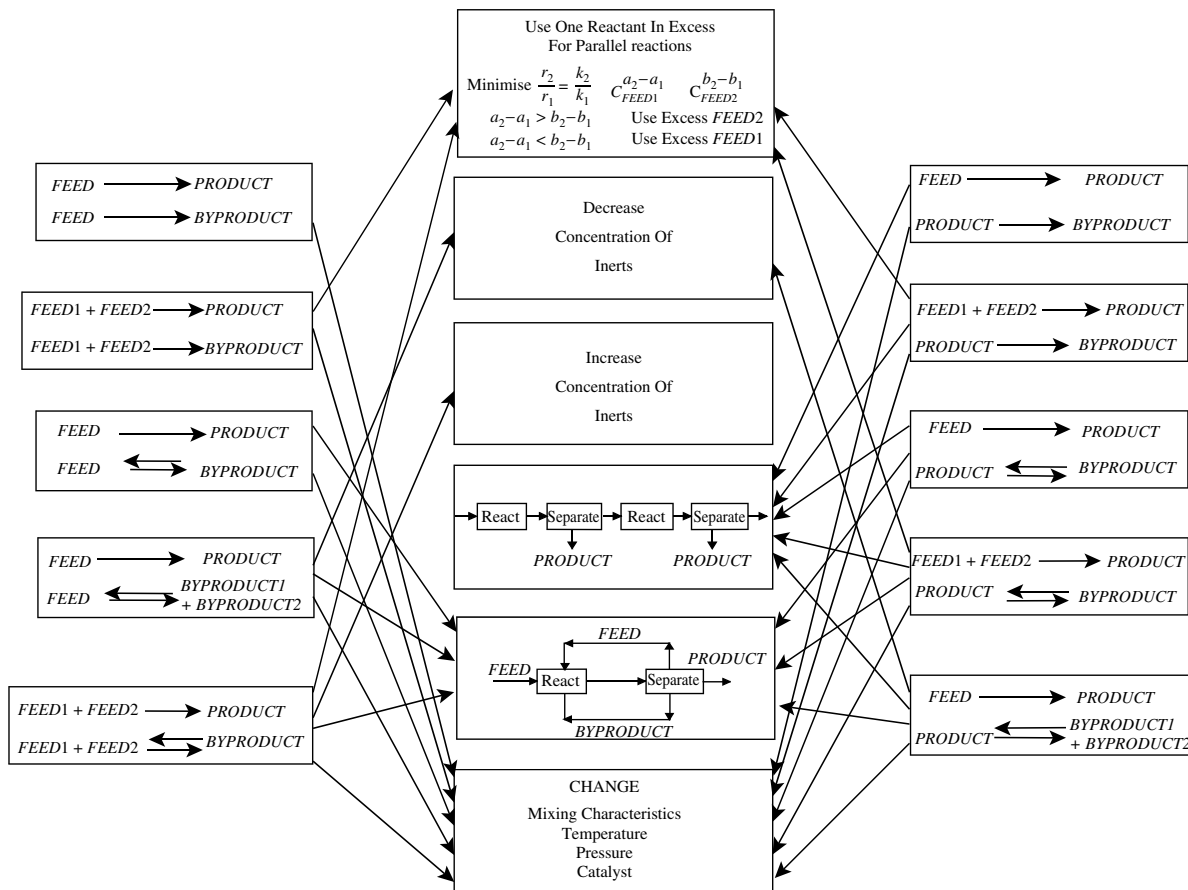 Use One Reactant In Excess
For Parallel reactions
Minimise r2/r1 = k2/k1 C_FEED1^(a2−a1) C_FEED2^(b2−b1)
a2−a1 > b2−b1 Use Excess FEED2
a2−a1 < b2−b1 Use Excess FEED1
FEED PRODUCT
FEED BYPRODUCT
FEED1 + FEED2 PRODUCT
FEED1 + FEED2 BYPRODUCT
FEED PRODUCT
FEED BYPRODUCT
FEED PRODUCT
FEED BYPRODUCT1
+ BYPRODUCT2
FEED1 + FEED2 PRODUCT
FEED1 + FEED2 BYPRODUCT
Decrease
Concentration Of
Inerts
Increase
Concentration Of
Inerts
React Separate React Separate
PRODUCT PRODUCT
FEED
FEED PRODUCT
React Separate
BYPRODUCT
CHANGE
Mixing Characteristics
Temperature
Pressure
Catalyst
FEED PRODUCT
PRODUCT BYPRODUCT
FEED1 + FEED2 PRODUCT
PRODUCT BYPRODUCT
FEED PRODUCT
PRODUCT BYPRODUCT
FEED1 + FEED2 PRODUCT
PRODUCT BYPRODUCT
FEED PRODUCT
PRODUCT BYPRODUCT1
+ BYPRODUCT2